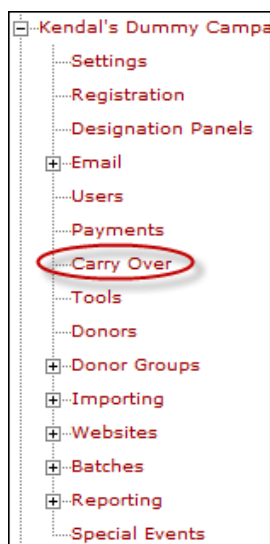 Kendal's Dummy Campa
Settings
Registration
Designation Panels
Email
Users
Payments
Carry Over
Tools
Donors
Donor Groups
Importing
Websites
Batches
Reporting
Special Events